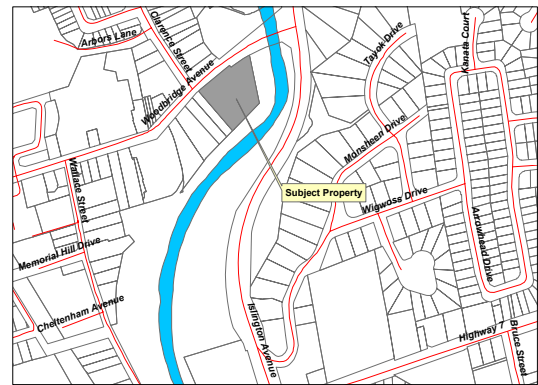 Arbors Lane
Clarence Street
Woodbridge Avenue
Tayok Drive
Kanata Court
Monsheen Drive
Wallace Street
Subject Property
Wigwoss Drive
Arrowhead Drive
Memorial Hill Drive
Cheltenham Avenue
Islington Avenue
Highway 7
Bruce Street